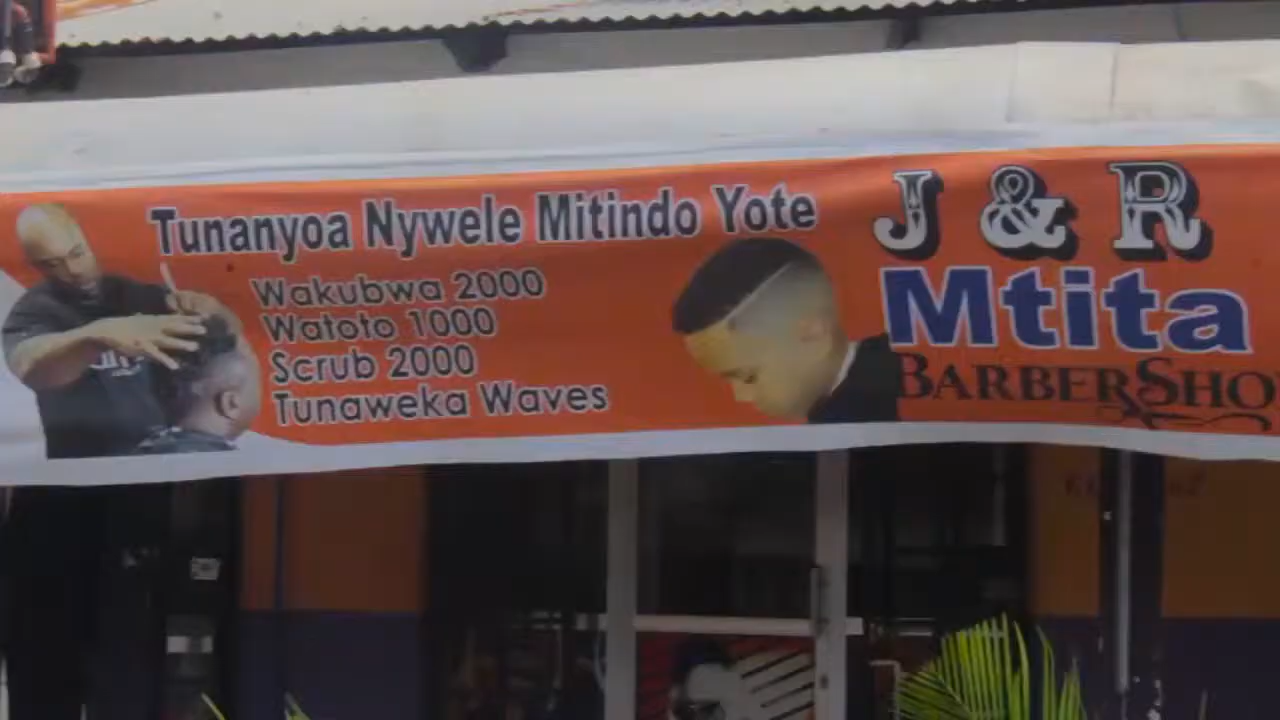 Tunanyoa Nywele Mitindo Yote
Wakubwa 2000
Watoto 1000
Scrub 2000
Tunaweka Waves
J & R
Mtita
BARBERSHO